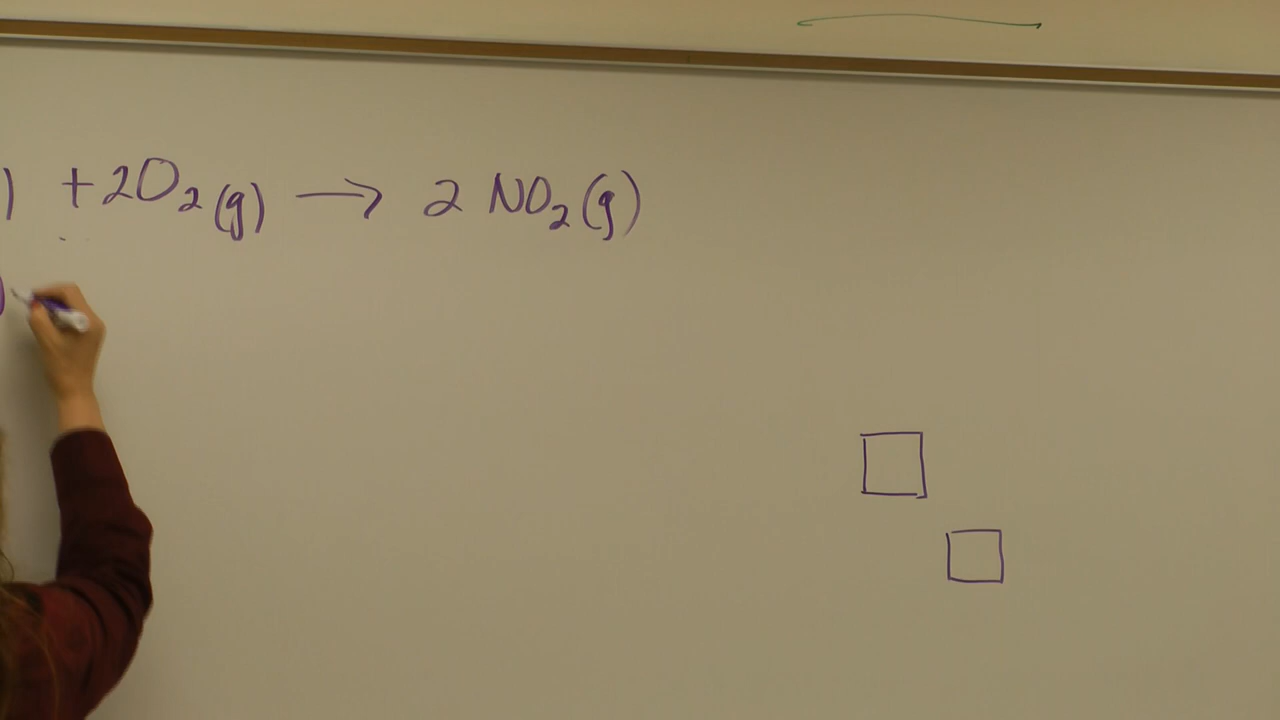 ) + 2O₂(g) → 2 NO₂(g)